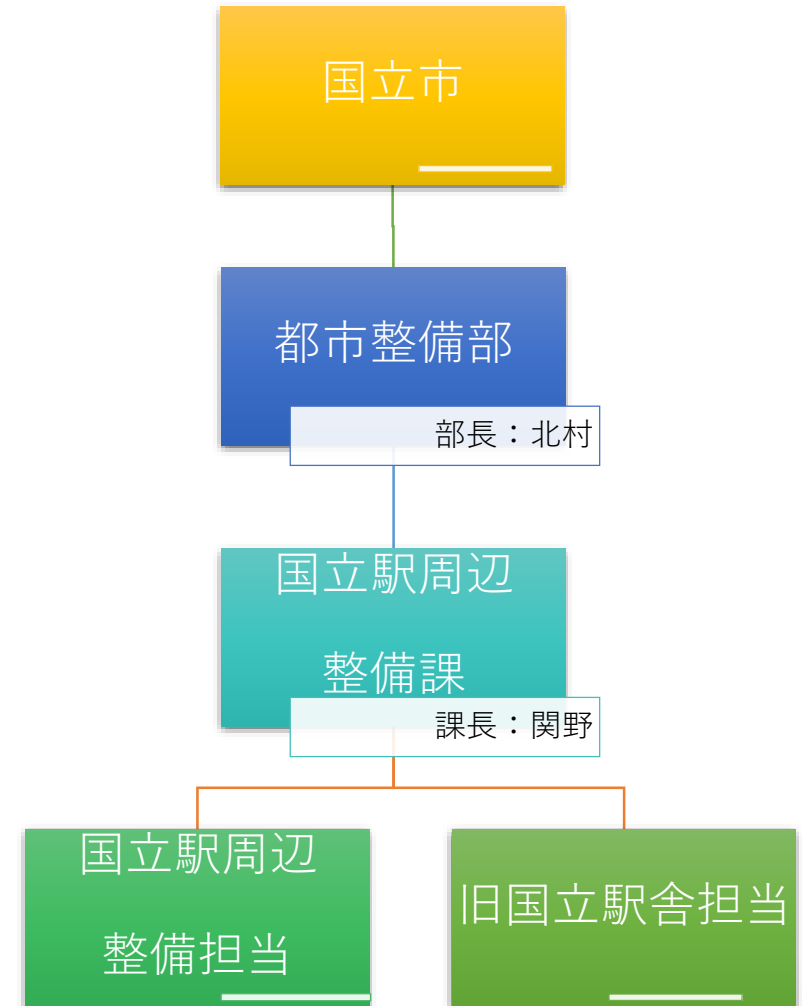 国立市
都市整備部
部長：北村
国立駅周辺
整備課
課長：関野
国立駅周辺
整備担当
旧国立駅舎担当